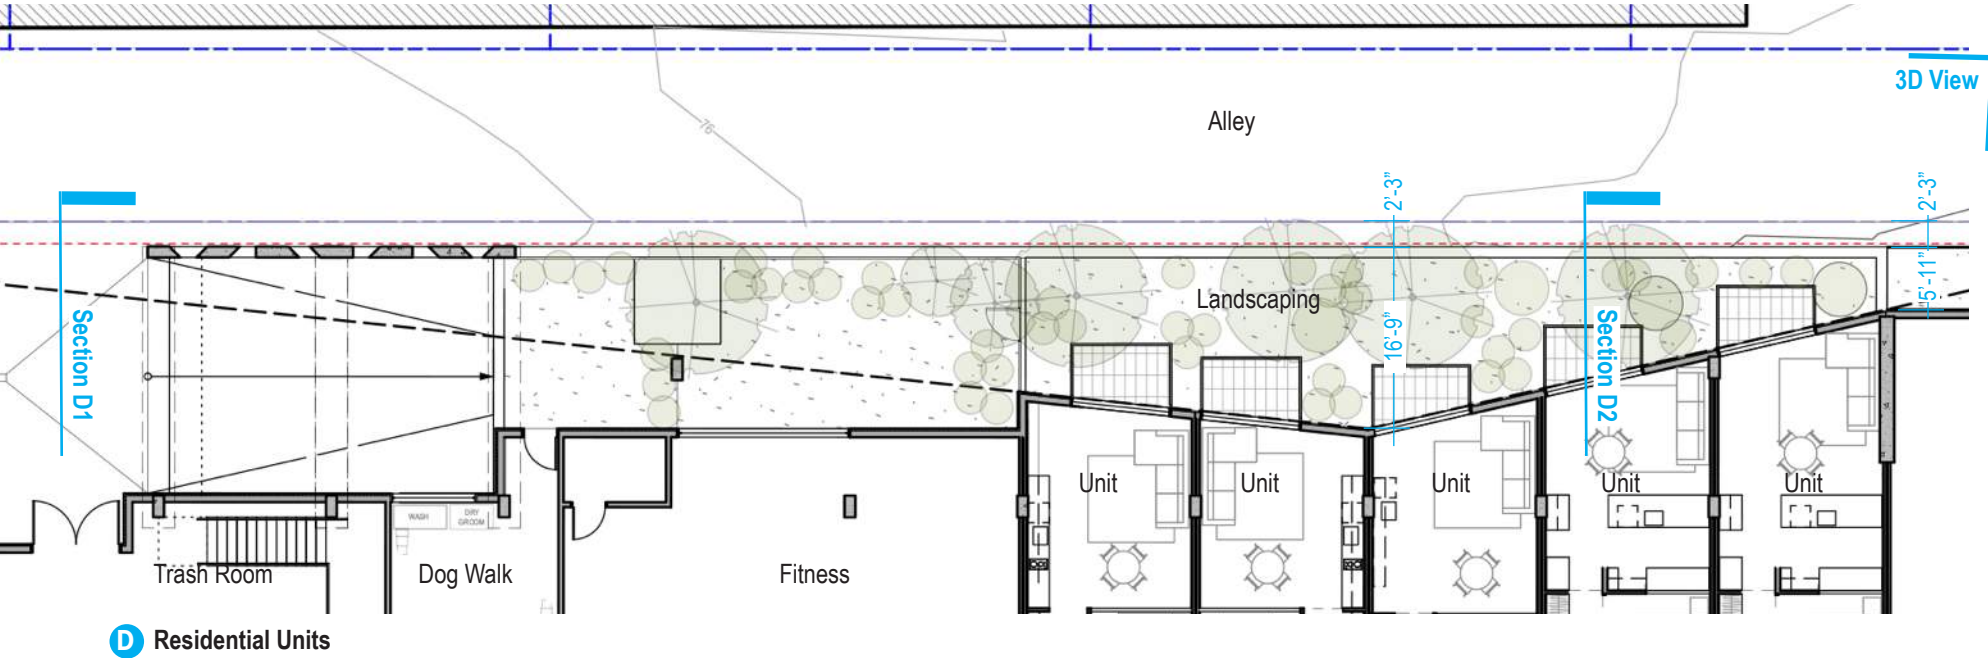 3D View
Alley
76
2'-3"
2'-3"
Landscaping
5'-11"
16'-9"
Section D1
Section D2
Unit
Unit
Unit
Unit
Unit
WASH
DRY
GROOM
Trash Room
Dog Walk
Fitness
D Residential Units